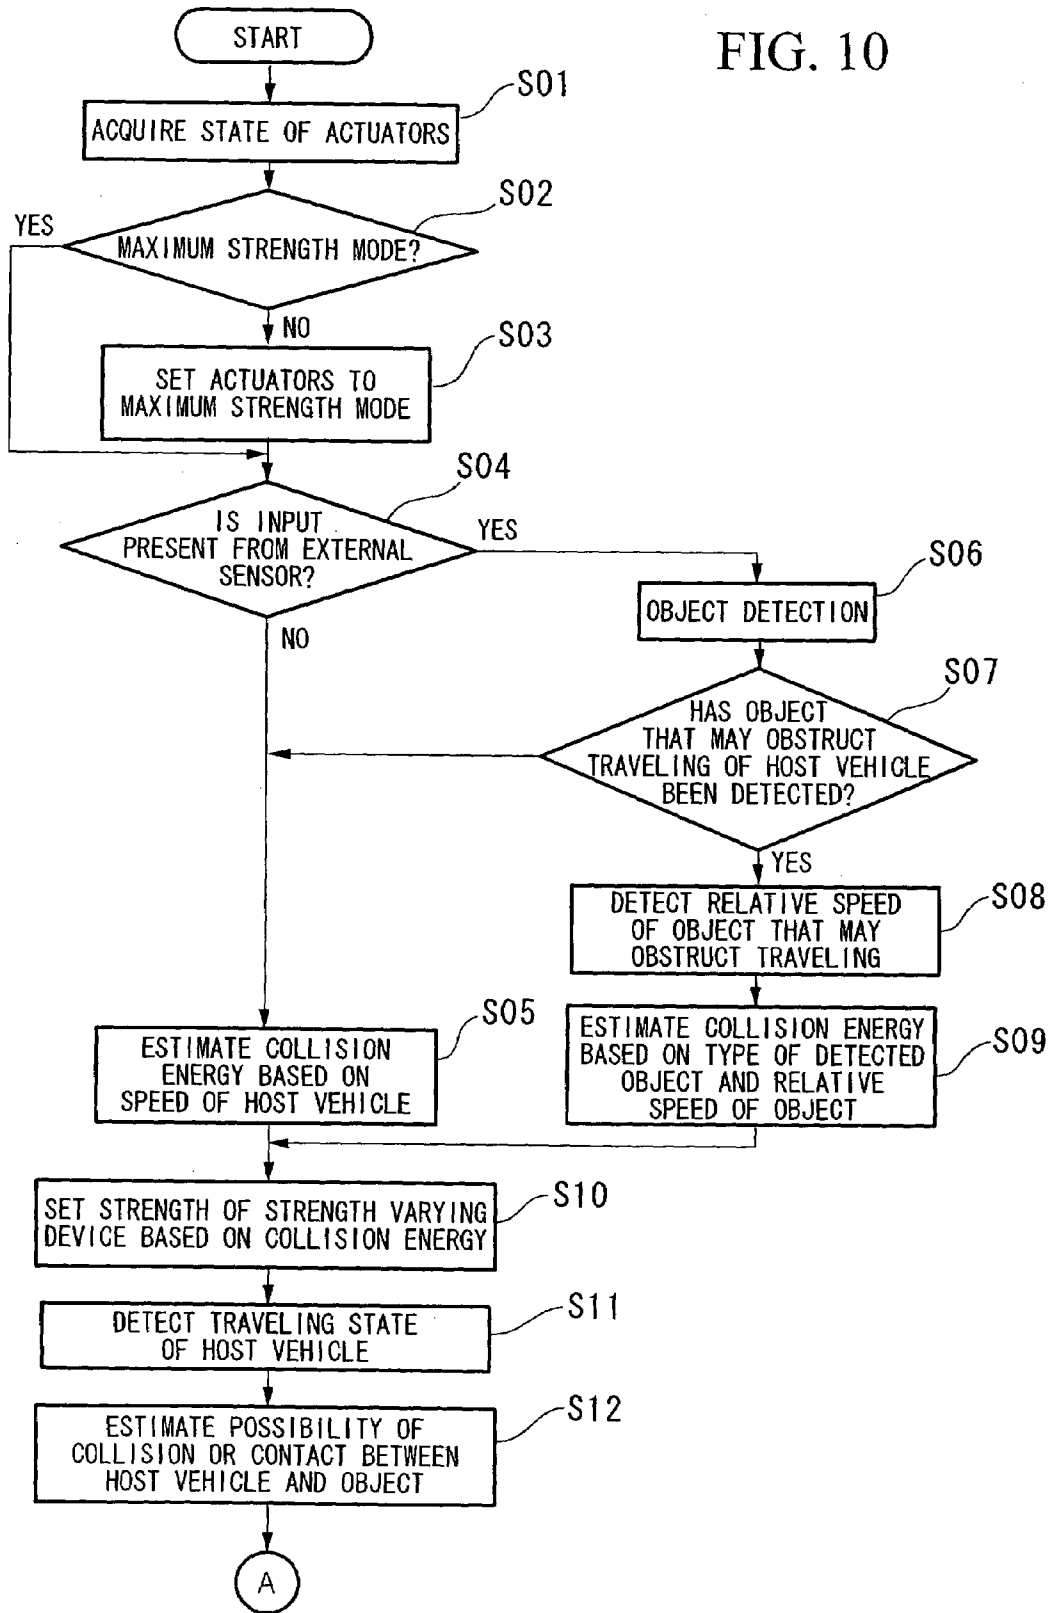 FIG. 10
START
S01
ACQUIRE STATE OF ACTUATORS
S02
YES
MAXIMUM STRENGTH MODE?
NO
S03
SET ACTUATORS TO
MAXIMUM STRENGTH MODE
S04
IS INPUT
PRESENT FROM EXTERNAL
SENSOR?
YES
NO
S06
OBJECT DETECTION
S07
HAS OBJECT
THAT MAY OBSTRUCT
TRAVELING OF HOST VEHICLE
BEEN DETECTED?
YES
S08
DETECT RELATIVE SPEED
OF OBJECT THAT MAY
OBSTRUCT TRAVELING
S05
ESTIMATE COLLISION
ENERGY BASED ON
SPEED OF HOST VEHICLE
S09
ESTIMATE COLLISION ENERGY
BASED ON TYPE OF DETECTED
OBJECT AND RELATIVE
SPEED OF OBJECT
S10
SET STRENGTH OF STRENGTH VARYING
DEVICE BASED ON COLLISION ENERGY
S11
DETECT TRAVELING STATE
OF HOST VEHICLE
S12
ESTIMATE POSSIBILITY OF
COLLISION OR CONTACT BETWEEN
HOST VEHICLE AND OBJECT
A